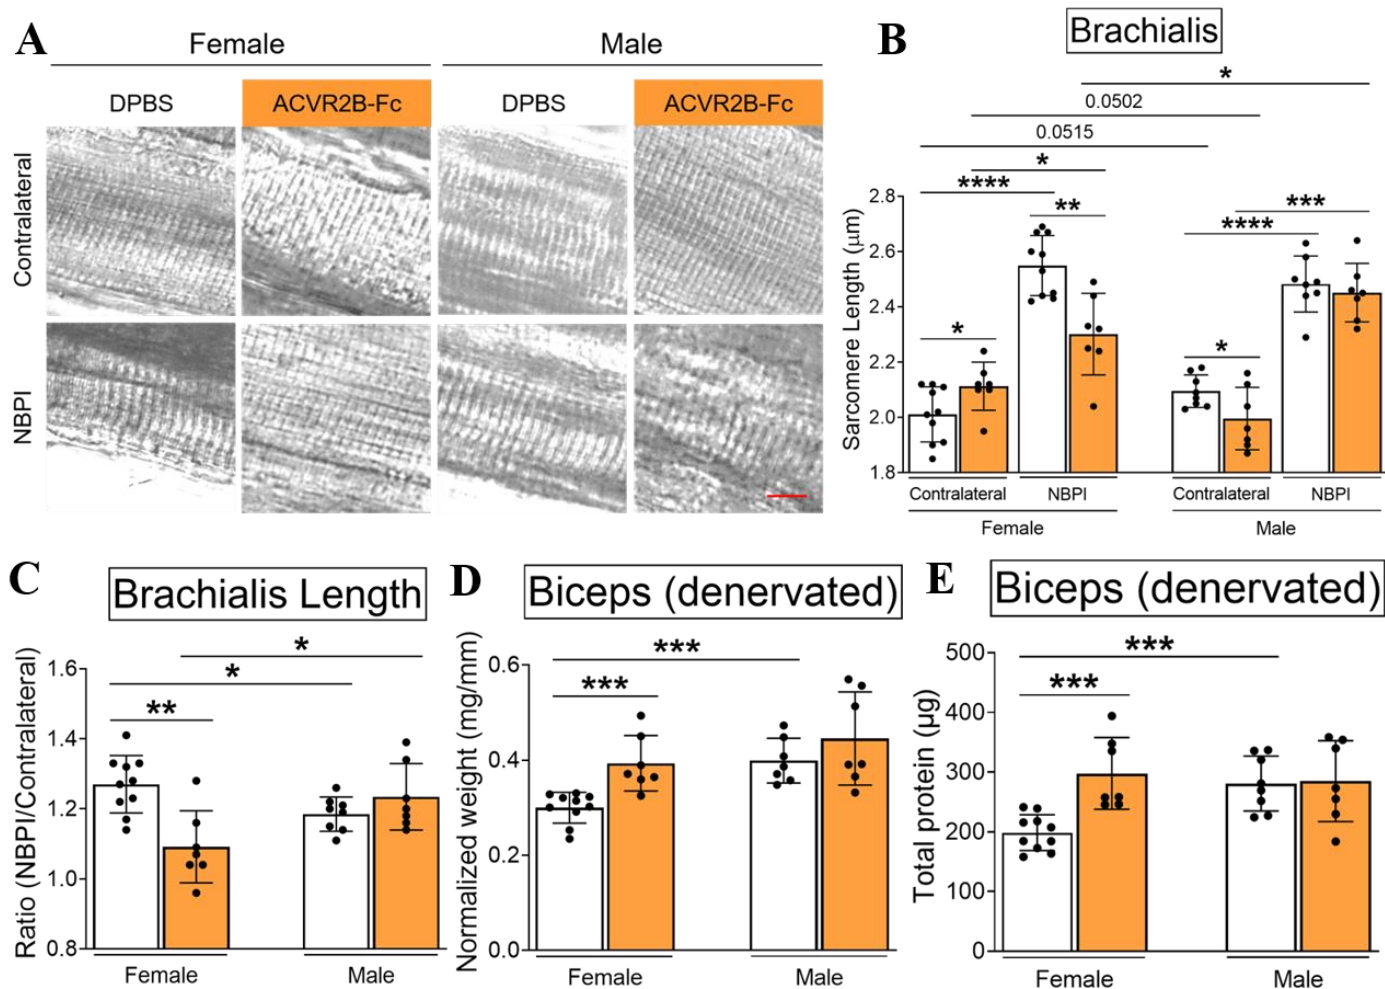 A
Female
Male
DPBS
ACVR2B-Fc
DPBS
ACVR2B-Fc
Contralateral
NBPI
B
Brachialis
*
0.0502
0.0515
*
****
**
*
***
****
*
Sarcomere Length (μm)
2.8
2.6
2.4
2.2
2.0
1.8
Contralateral
NBPI
Contralateral
NBPI
Female
Male
C
Brachialis Length
*
*
**
Ratio (NBPI/Contralateral)
1.6
1.4
1.2
1.0
0.8
Female
Male
D
Biceps (denervated)
***
***
Normalized weight (mg/mm)
0.6
0.4
0.2
0.0
Female
Male
E
Biceps (denervated)
***
***
Total protein (μg)
500
400
300
200
100
0
Female
Male